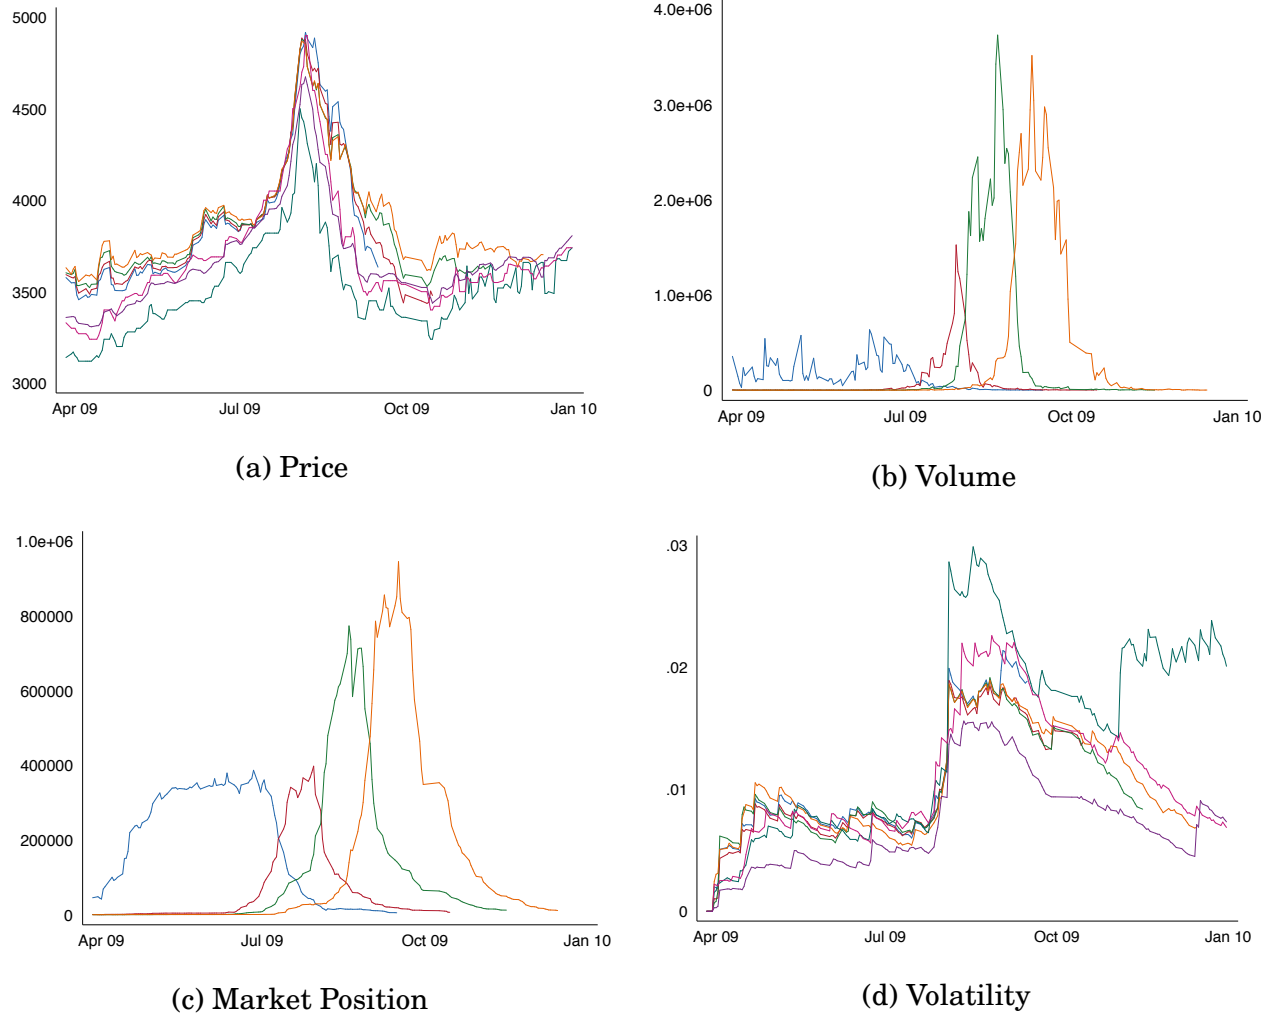 5000
4500
4000
3500
3000
Apr 09 Jul 09 Oct 09 Jan 10
(a) Price
4.0e+06
3.0e+06
2.0e+06
1.0e+06
0
Apr 09 Jul 09 Oct 09 Jan 10
(b) Volume
1.0e+06
800000
600000
400000
200000
0
Apr 09 Jul 09 Oct 09 Jan 10
(c) Market Position
.03
.02
.01
0
Apr 09 Jul 09 Oct 09 Jan 10
(d) Volatility